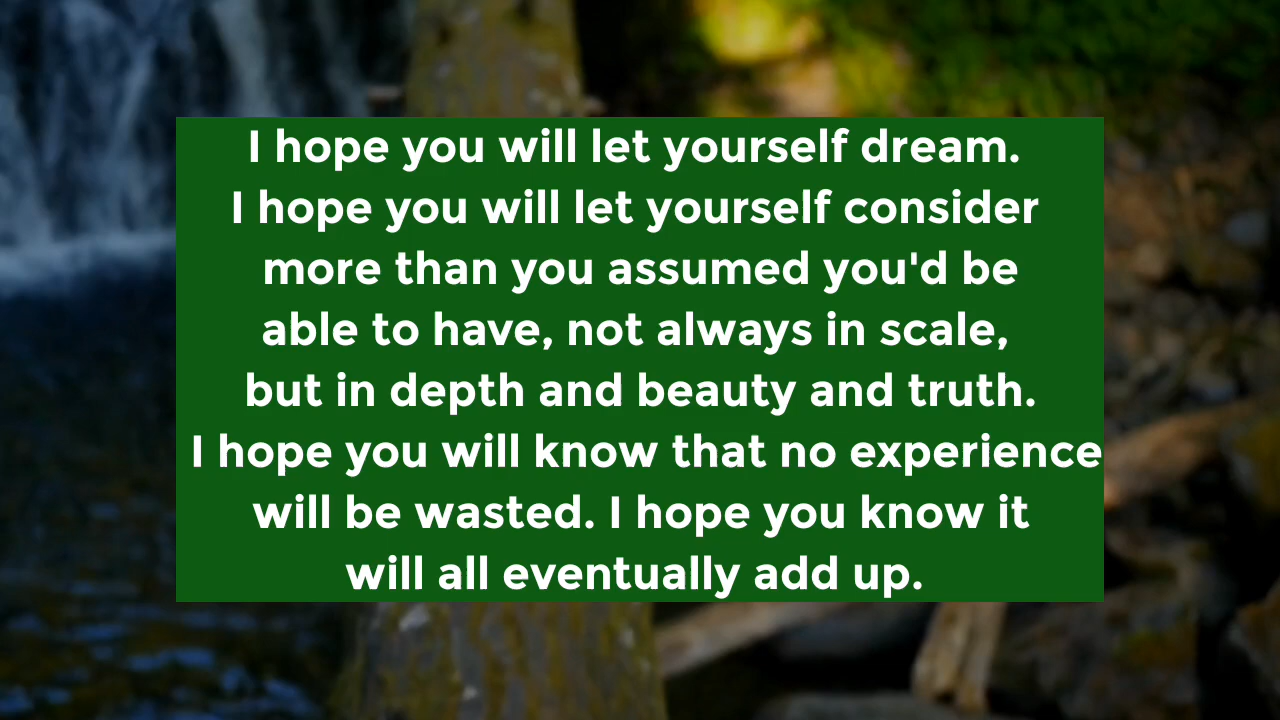 I hope you will let yourself dream.
I hope you will let yourself consider
more than you assumed you'd be
able to have, not always in scale,
but in depth and beauty and truth.
I hope you will know that no experience
will be wasted. I hope you know it
will all eventually add up.